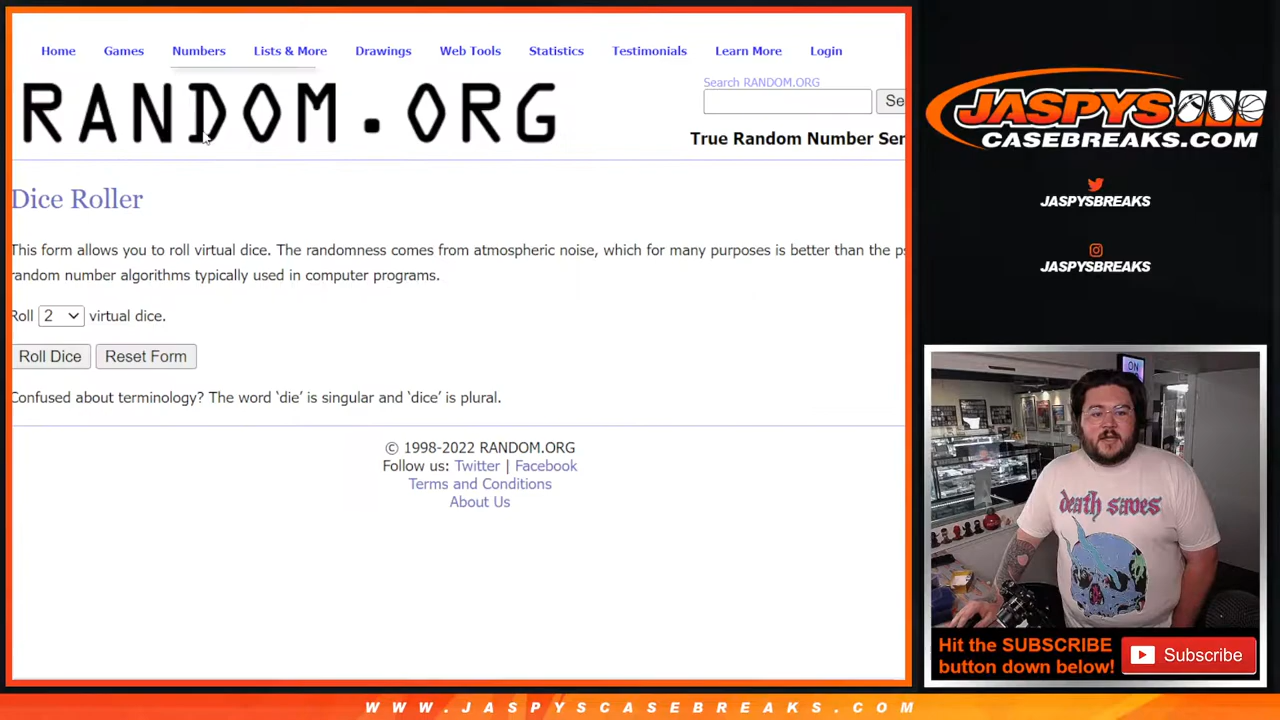 Home Games Numbers Lists & More Drawings Web Tools Statistics Testimonials Learn More Login
RANDOM.ORG
Search RANDOM.ORG
Se
True Random Number Ser
Dice Roller
This form allows you to roll virtual dice. The randomness comes from atmospheric noise, which for many purposes is better than the ps
random number algorithms typically used in computer programs.
Roll 2 virtual dice.
Roll Dice Reset Form
Confused about terminology? The word ‘die’ is singular and ‘dice’ is plural.
© 1998-2022 RANDOM.ORG
Follow us: Twitter | Facebook
Terms and Conditions
About Us
JASPYS
CASEBREAKS.COM
JASPYSBREAKS
JASPYSBREAKS
ON
death saves
Hit the SUBSCRIBE
button down below!
Subscribe
WWW.JASPYSCASEBREAKS.COM